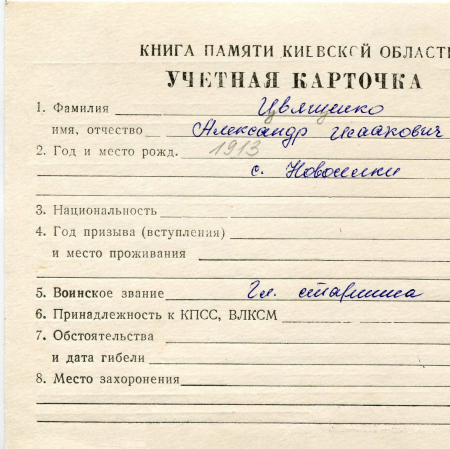 КНИГА ПАМЯТИ КИЕВСКОЙ ОБЛАСТ
УЧЕТНАЯ КАРТОЧКА
1. Фамилия Цвященко
имя, отчество Александр Исаакович
2. Год и место рожд. 1913
с. Новоселки
3. Национальность
4. Год призыва (вступления)
и место проживания
5. Воинское звание Гл. старшина
6. Принадлежность к КПСС, ВЛКСМ
7. Обстоятельства
и дата гибели
8. Место захоронения